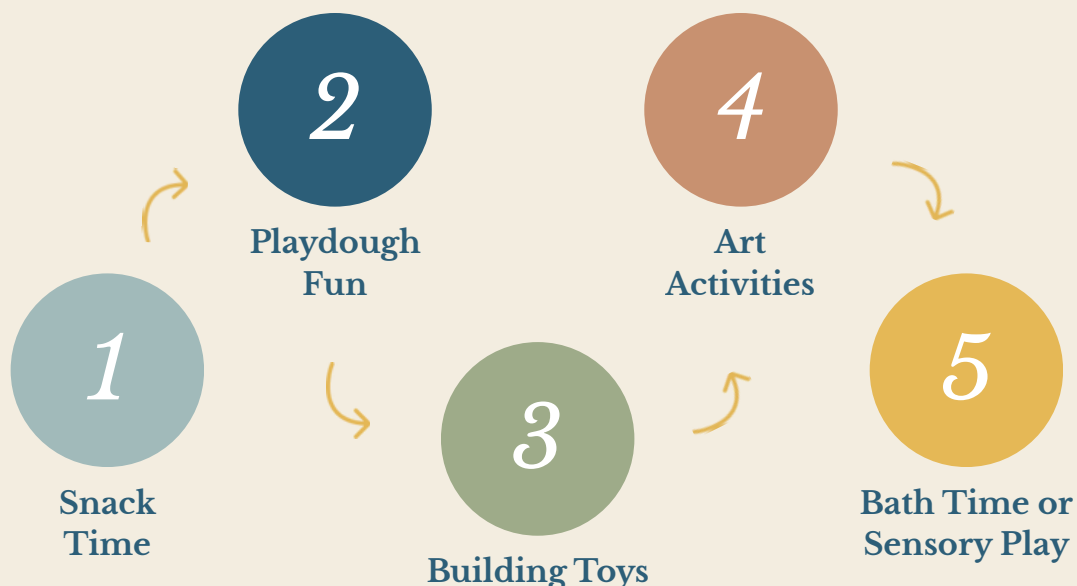 1
Snack
Time
2
Playdough
Fun
3
Building Toys
4
Art
Activities
5
Bath Time or
Sensory Play